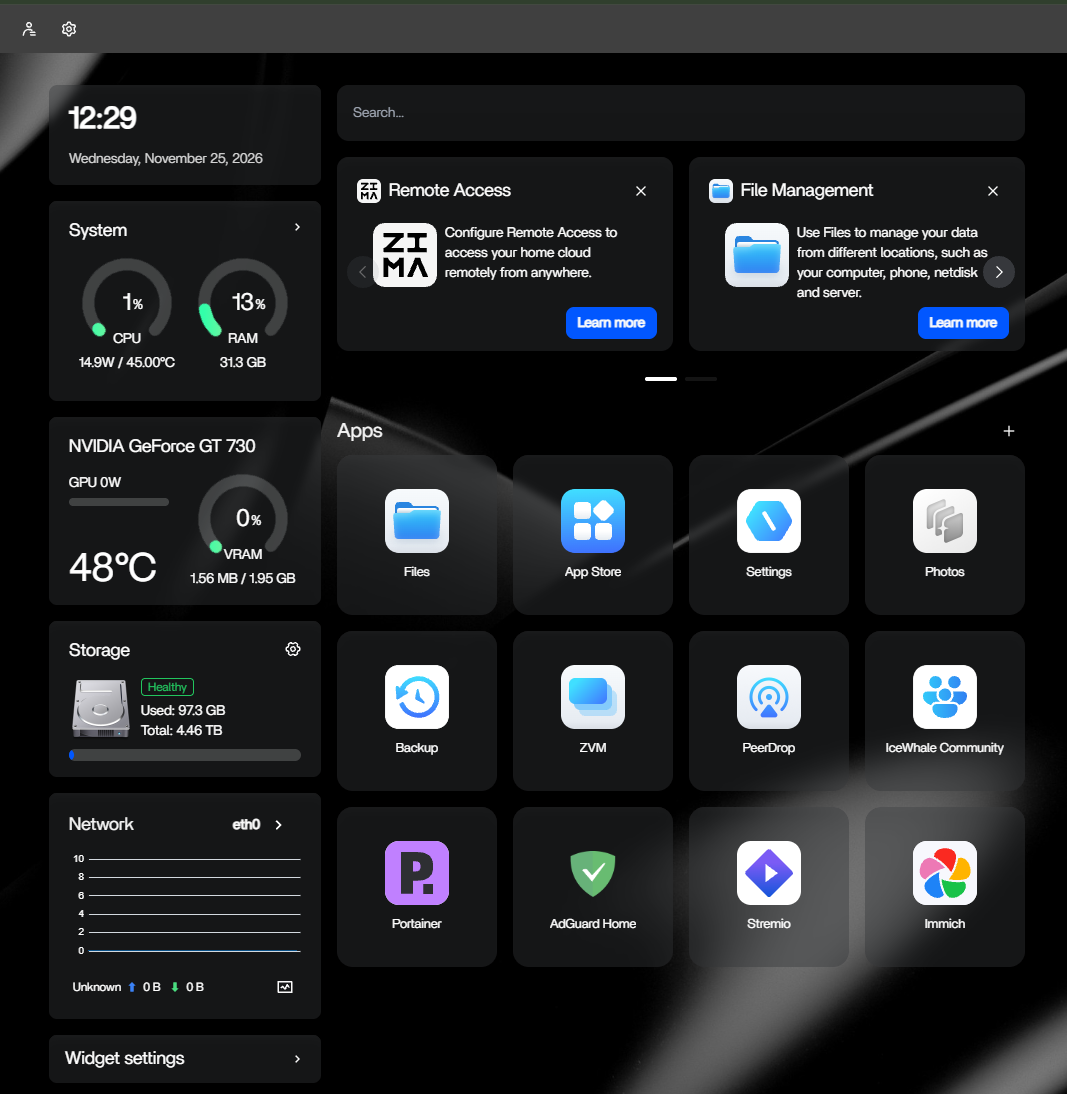 12:29
Wednesday, November 25, 2026
System
1%
CPU
14.9W / 45.00°C
13%
RAM
31.3 GB
NVIDIA GeForce GT 730
GPU 0W
48°C
0%
VRAM
1.56 MB / 1.95 GB
Storage
Healthy
Used: 97.3 GB
Total: 4.46 TB
Network
eth0
10
8
6
4
2
0
Unknown 0 B 0 B
Widget settings
Search...
ZI
MA
Remote Access
ZI
MA
Configure Remote Access to
access your home cloud
remotely from anywhere.
Learn more
File Management
Use Files to manage your data
from different locations, such as
your computer, phone, netdisk
and server.
Learn more
Apps
Files
App Store
Settings
Photos
Backup
ZVM
PeerDrop
IceWhale Community
P.
Portainer
AdGuard Home
Stremio
Immich